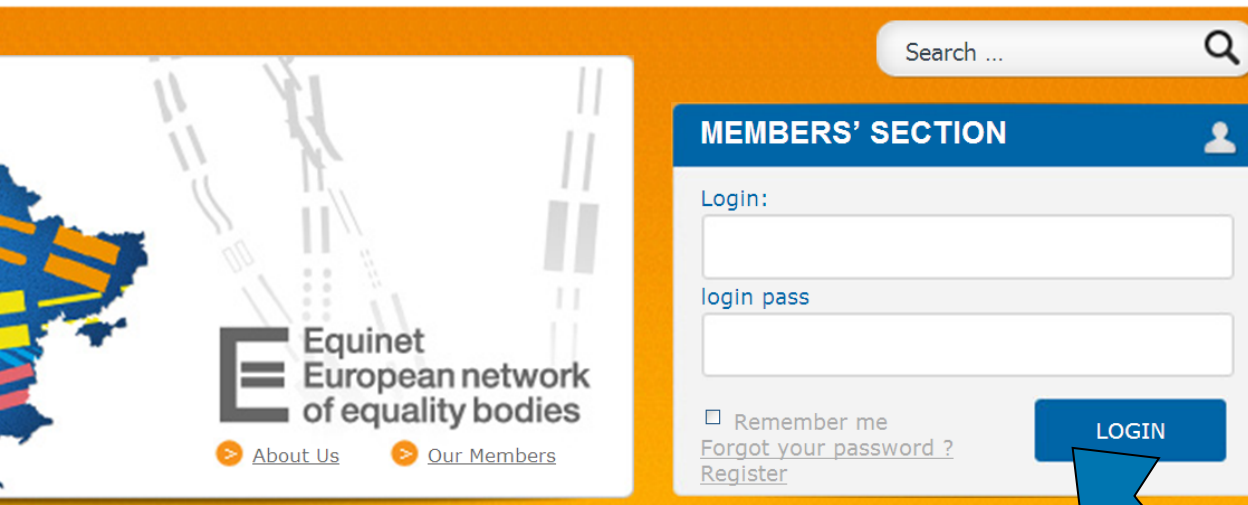 Search ...
MEMBERS’ SECTION
Login:
login pass
Remember me
Forgot your password ?
Register
LOGIN
Equinet
European network
of equality bodies
About Us
Our Members